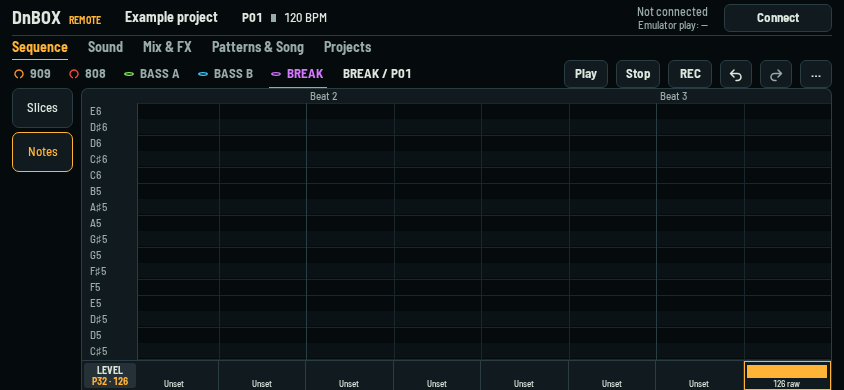 DnBOX REMOTE Example project P01 120 BPM Not connected Connect
Emulator play: —
Sequence Sound Mix & FX Patterns & Song Projects
909 808 BASS A BASS B BREAK BREAK / P01 Play Stop REC ...
Slices
Notes
Beat 2 Beat 3
E6
D♯6
D6
C♯6
C6
B5
A♯5
A5
G♯5
G5
F♯5
F5
E5
D♯5
D5
C♯5
LEVEL
P32 · 126
Unset Unset Unset Unset Unset Unset Unset 126 raw